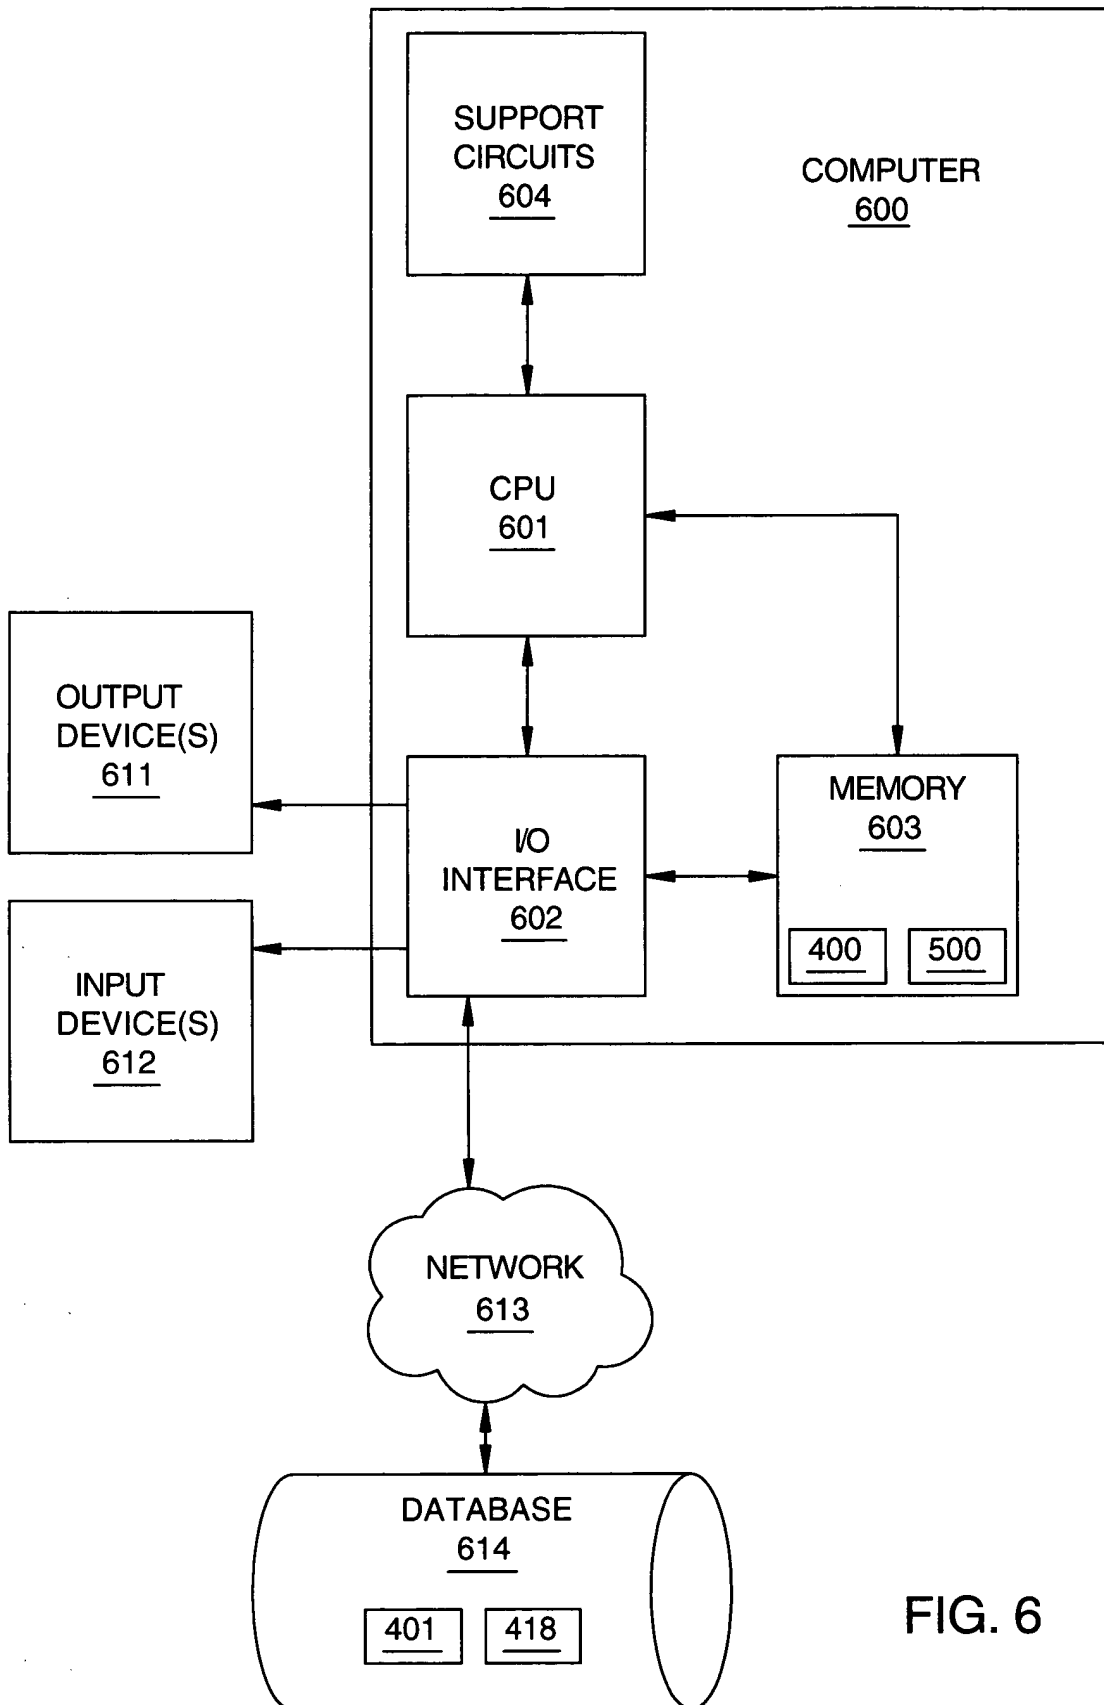 SUPPORT
CIRCUITS
604
COMPUTER
600
CPU
601
OUTPUT
DEVICE(S)
611
I/O
INTERFACE
602
MEMORY
603
400
500
INPUT
DEVICE(S)
612
NETWORK
613
DATABASE
614
401
418
FIG. 6